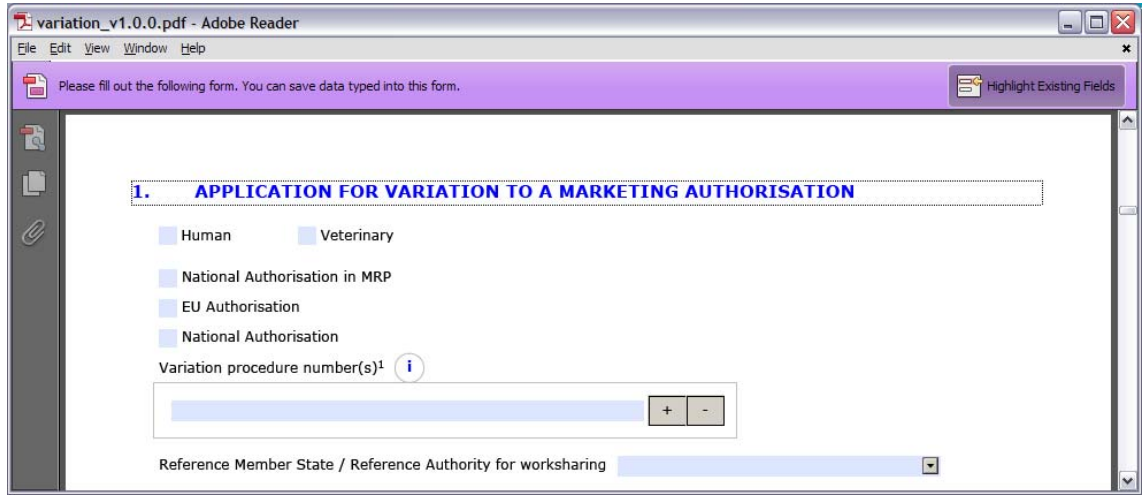 variation_v1.0.0.pdf - Adobe Reader
File Edit View Window Help
Please fill out the following form. You can save data typed into this form.
Highlight Existing Fields
1. APPLICATION FOR VARIATION TO A MARKETING AUTHORISATION
Human Veterinary
National Authorisation in MRP
EU Authorisation
National Authorisation
Variation procedure number(s)¹ i
+ -
Reference Member State / Reference Authority for worksharing